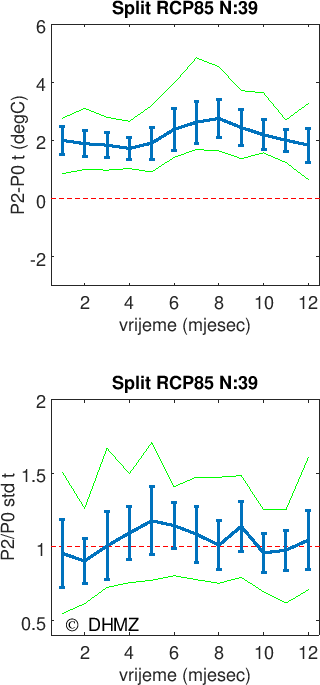 Split RCP85 N:39
P2-P0 t (degC)
6
4
2
0
-2
2 4 6 8 10 12
vrijeme (mjesec)
Split RCP85 N:39
P2/P0 std t
2
1.5
1
0.5
© DHMZ
2 4 6 8 10 12
vrijeme (mjesec)